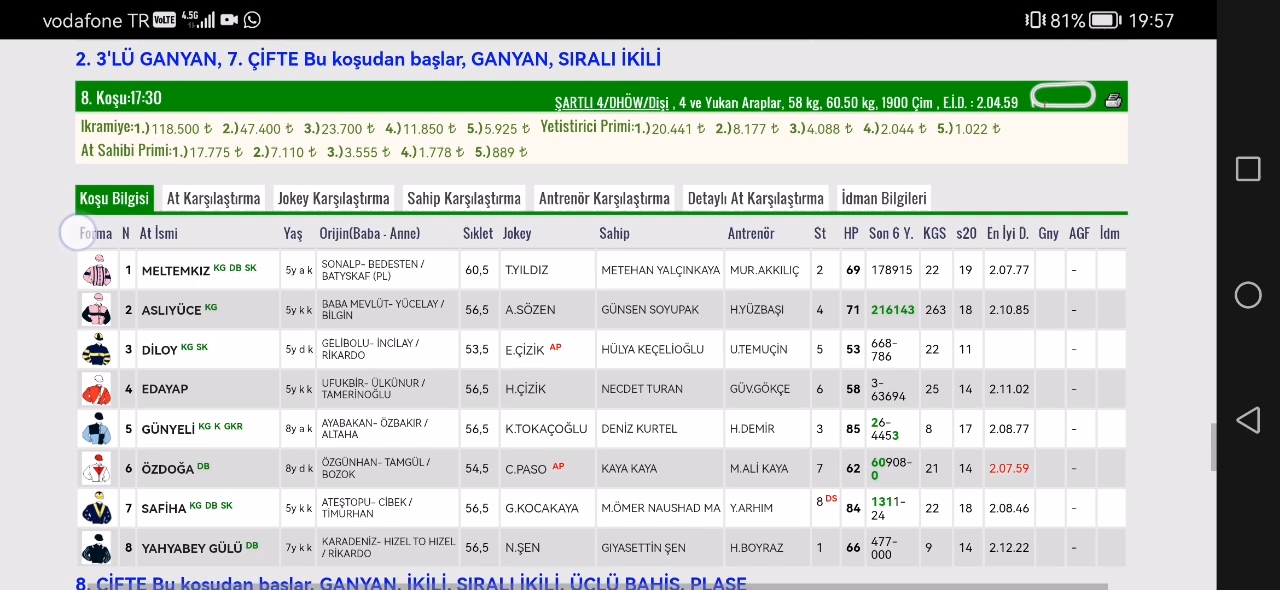 vodafone TR VoLTE 4.5G 81% 19:57
2. 3'LÜ GANYAN, 7. ÇİFTE Bu koşudan başlar, GANYAN, SIRALI İKİLİ
8. Koşu:17:30
ŞARTLI 4/DHÖW/Dişi , 4 ve Yukarı Araplar, 58 kg, 60.50 kg, 1900 Çim , E.İ.D. : 2.04.59
Ikramiye:1.)118.500 ₺ 2.)47.400 ₺ 3.)23.700 ₺ 4.)11.850 ₺ 5.)5.925 ₺ Yetistirici Primi:1.)20.441 ₺ 2.)8.177 ₺ 3.)4.088 ₺ 4.)2.044 ₺ 5.)1.022 ₺
At Sahibi Primi:1.)17.775 ₺ 2.)7.110 ₺ 3.)3.555 ₺ 4.)1.778 ₺ 5.)889 ₺
Koşu Bilgisi At Karşılaştırma Jokey Karşılaştırma Sahip Karşılaştırma Antrenör Karşılaştırma Detaylı At Karşılaştırma İdman Bilgileri
Forma N At İsmi Yaş Orijin(Baba - Anne) Sıklet Jokey Sahip Antrenör St HP Son 6 Y. KGS s20 En İyi D. Gny AGF İdm
1 MELTEMKIZ KG DB SK 5y a k SONALP- BEDESTEN / BATYSKAF (PL) 60,5 T.YILDIZ METEHAN YALÇINKAYA MUR.AKKILIÇ 2 69 178915 22 19 2.07.77 -
2 ASLIYÜCE KG 5y k k BABA MEVLÜT- YÜCELAY / BİLGİN 56,5 A.SÖZEN GÜNSEN SOYUPAK H.YÜZBAŞI 4 71 216143 263 18 2.10.85 -
3 DİLOY KG SK 5y d k GELİBOLU- İNCİLAY / RİKARDO 53,5 E.ÇİZİK AP HÜLYA KEÇELİOĞLU U.TEMUÇİN 5 53 668-786 22 11 -
4 EDAYAP 5y k k UFUKBİR- ÜLKÜNUR / TAMERİNOĞLU 56,5 H.ÇİZİK NECDET TURAN GÜV.GÖKÇE 6 58 3-63694 25 14 2.11.02 -
5 GÜNYELİ KG K GKR 8y a k AYABAKAN- ÖZBAKIR / ALTAHA 56,5 K.TOKAÇOĞLU DENİZ KURTEL H.DEMİR 3 85 26-4453 8 17 2.08.77 -
6 ÖZDOĞA DB 8y d k ÖZGÜNHAN- TAMGÜL / BOZOK 54,5 C.PASO AP KAYA KAYA M.ALİ KAYA 7 62 60908-0 21 14 2.07.59 -
7 SAFİHA KG DB SK 5y k k ATEŞTOPU- CİBEK / TİMURHAN 56,5 G.KOCAKAYA M.ÖMER NAUSHAD MA Y.ARHIM 8 DS 84 1311-24 22 18 2.08.46 -
8 YAHYABEY GÜLÜ DB 7y k k KARADENİZ- HIZEL TO HIZEL / RİKARDO 56,5 N.ŞEN GIYASETTİN ŞEN H.BOYRAZ 1 66 477-000 9 14 2.12.22 -
8. ÇİFTE Bu koşudan başlar, GANYAN, İKİLİ, SIRALI İKİLİ, ÜÇLÜ BAHİS, PLASE